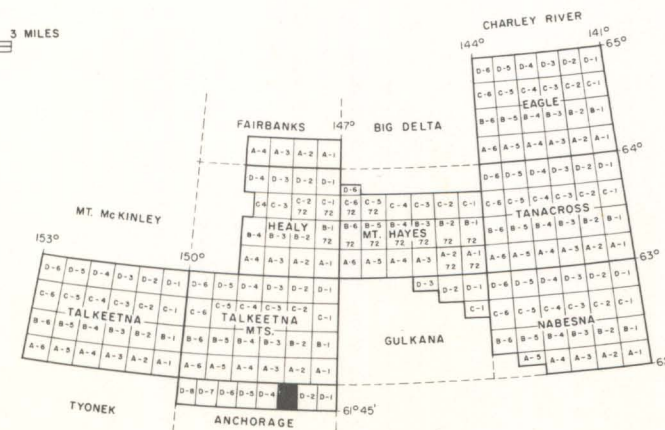 3 MILES
CHARLEY RIVER
144° 141°
65°
D-6 D-5 D-4 D-3 D-2 D-1
C-6 C-5 C-4 C-3 C-2 C-1
EAGLE
B-6 B-5 B-4 B-3 B-2 B-1
A-6 A-5 A-4 A-3 A-2 A-1
64°
FAIRBANKS 147° BIG DELTA
A-4 A-3 A-2 A-1
D-4 D-3 D-2 D-1
D-6
C4 C-3 C-2 72 C-1 72
HEALY
B-4 B-3 B-2 B-1 72
A-4 A-3 A-2 A-1
C-6 72 C-5 72 C-4 C-3 C-2 C-1
B-6 72 B-5 72 B-4 72 B-3 72 B-2 72 B-1 72
MT. HAYES
A-6 A-5 A-4 A-3 A-2 72 A-1 72
D-6 D-5 D-4 D-3 D-2 D-1
C-6 C-5 C-4 C-3 C-2 C-1
TANACROSS
B-6 B-5 B-4 B-3 B-2 B-1
A-6 A-5 A-4 A-3 A-2 A-1
63°
MT. McKINLEY
153° 150°
D-6 D-5 D-4 D-3 D-2 D-1
C-6 C-5 C-4 C-3 C-2 C-1
TALKEETNA
B-6 B-5 B-4 B-3 B-2 B-1
A-6 A-5 A-4 A-3 A-2 A-1
D-6 D-5 D-4 D-3 D-2 D-1
C-6 C-5 C-4 C-3 C-2 C-1
TALKEETNA
MTS.
B-6 B-5 B-4 B-3 B-2 B-1
A-6 A-5 A-4 A-3 A-2 A-1
D-3 D-2 D-1
C-1
GULKANA
D-6 D-5 D-4 D-3 D-2 D-1
C-6 C-5 C-4 C-3 C-2 C-1
NABESNA
B-6 B-5 B-4 B-3 B-2 B-1
A-5 A-4 A-3 A-2 A-1
D-8 D-7 D-6 D-5 D-4 D-2 D-1
61°45'
TYONEK
ANCHORAGE